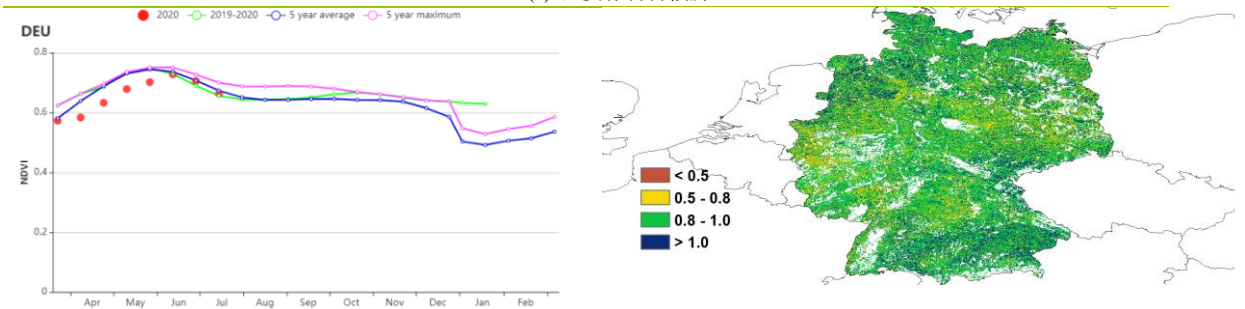 2020 2019-2020 5 year average 5 year maximum
DEU
0.8
0.6
0.4
0.2
0
NDVI
Apr May Jun Jul Aug Sep Oct Nov Dec Jan Feb
< 0.5
0.5 - 0.8
0.8 - 1.0
> 1.0